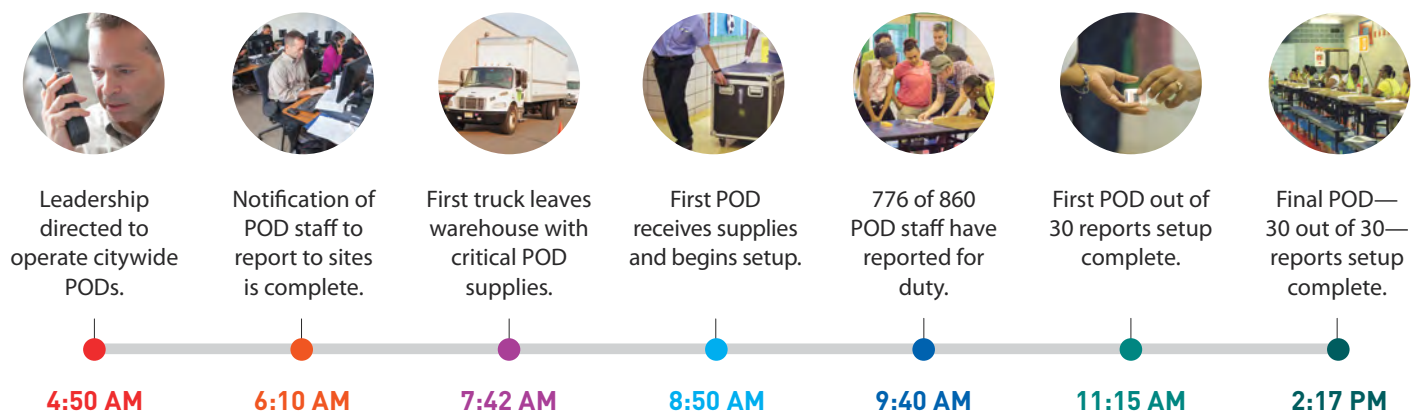 Leadership
directed to
operate citywide
PODs.
Notification of
POD staff to
report to sites
is complete.
First truck leaves
warehouse with
critical POD
supplies.
First POD
receives supplies
and begins setup.
776 of 860
POD staff have
reported for
duty.
First POD out of
30 reports setup
complete.
Final POD—
30 out of 30—
reports setup
complete.
4:50 AM
6:10 AM
7:42 AM
8:50 AM
9:40 AM
11:15 AM
2:17 PM